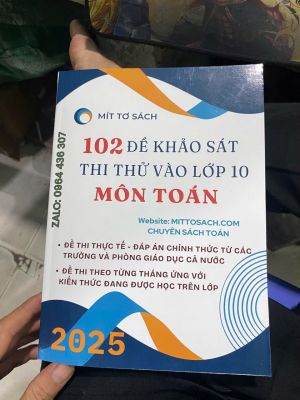 MÍT TƠ SÁCH
ZALO: 0964 436 307
102 ĐỀ KHẢO SÁT
THI THỬ VÀO LỚP 10
MÔN TOÁN
Website: MITTOSACH.COM
CHUYÊN SÁCH TOÁN
• ĐỀ THI THỰC TẾ - ĐÁP ÁN CHÍNH THỨC TỪ CÁC
TRƯỜNG VÀ PHÒNG GIÁO DỤC CẢ NƯỚC
• ĐỀ THI THEO TỪNG THÁNG ỨNG VỚI
KIẾN THỨC ĐANG ĐƯỢC HỌC TRÊN LỚP
2025